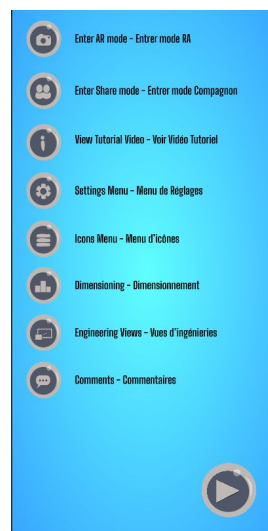 Enter AR mode - Entrer mode RA
Enter Share mode - Entrer mode Compagnon
View Tutorial Video - Voir Vidéo Tutoriel
Settings Menu - Menu de Réglages
Icons Menu - Menu d'icônes
Dimensioning - Dimensionnement
Engineering Views - Vues d'ingénieries
Comments - Commentaires